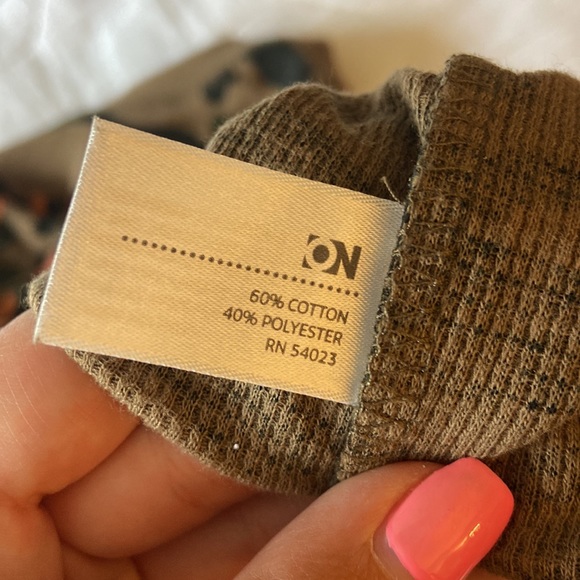 ON
60% COTTON
40% POLYESTER
RN 54023